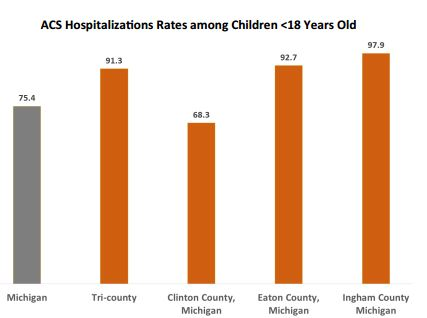 ACS Hospitalizations Rates among Children <18 Years Old
97.9
92.7
91.3
75.4
68.3
Michigan
Tri-county
Clinton County,
Michigan
Eaton County,
Michigan
Ingham County
Michigan